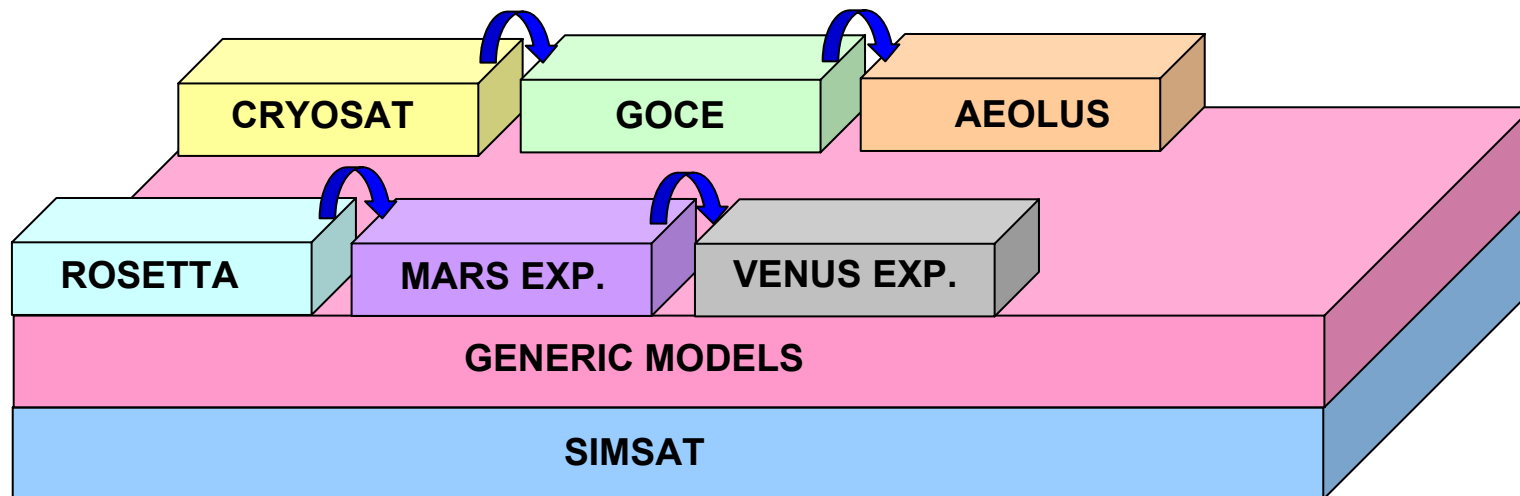 CRYOSAT
GOCE
AEOLUS
ROSETTA
MARS EXP.
VENUS EXP.
GENERIC MODELS
SIMSAT